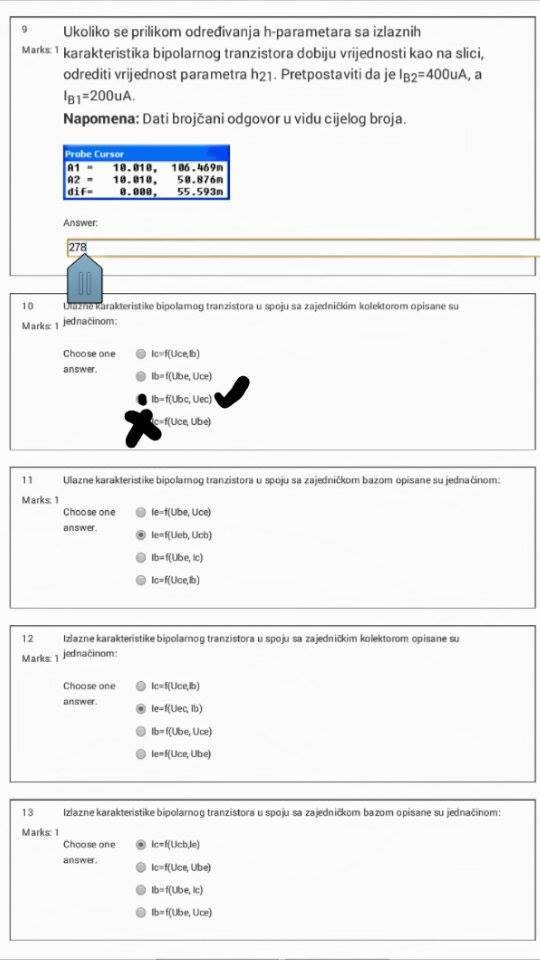 9
Marks: 1
Ukoliko se prilikom određivanja h-parametara sa izlaznih
karakteristika bipolarnog tranzistora dobiju vrijednosti kao na slici,
odrediti vrijednost parametra h21. Pretpostaviti da je IB2=400uA, a
IB1=200uA.
Napomena: Dati brojčani odgovor u vidu cijelog broja.
Probe Cursor
A1 = 10.010, 106.469m
A2 = 10.010, 50.876m
dif= 0.000, 55.593m
Answer:
278
10
Marks: 1
Ulazne karakteristike bipolarnog tranzistora u spoju sa zajedničkim kolektorom opisane su
jednačinom:
Choose one
answer.
Ic=f(Uce,Ib)
Ib=f(Ube, Uce)
Ib=f(Ubc, Uec)
c=f(Uce, Ube)
11
Marks: 1
Ulazne karakteristike bipolarnog tranzistora u spoju sa zajedničkom bazom opisane su jednačinom:
Choose one
answer.
Ie=f(Ube, Uce)
Ie=f(Ueb, Ucb)
Ib=f(Ube, Ic)
Ic=f(Uce,Ib)
12
Marks: 1
Izlazne karakteristike bipolarnog tranzistora u spoju sa zajedničkim kolektorom opisane su
jednačinom:
Choose one
answer.
Ic=f(Uce,Ib)
Ie=f(Uec, Ib)
Ib=f(Ube, Uce)
Ie=f(Uce, Ube)
13
Marks: 1
Izlazne karakteristike bipolarnog tranzistora u spoju sa zajedničkom bazom opisane su jednačinom:
Choose one
answer.
Ic=f(Ucb,Ie)
Ic=f(Uce, Ube)
Ib=f(Ube, Ic)
Ib=f(Ube, Uce)